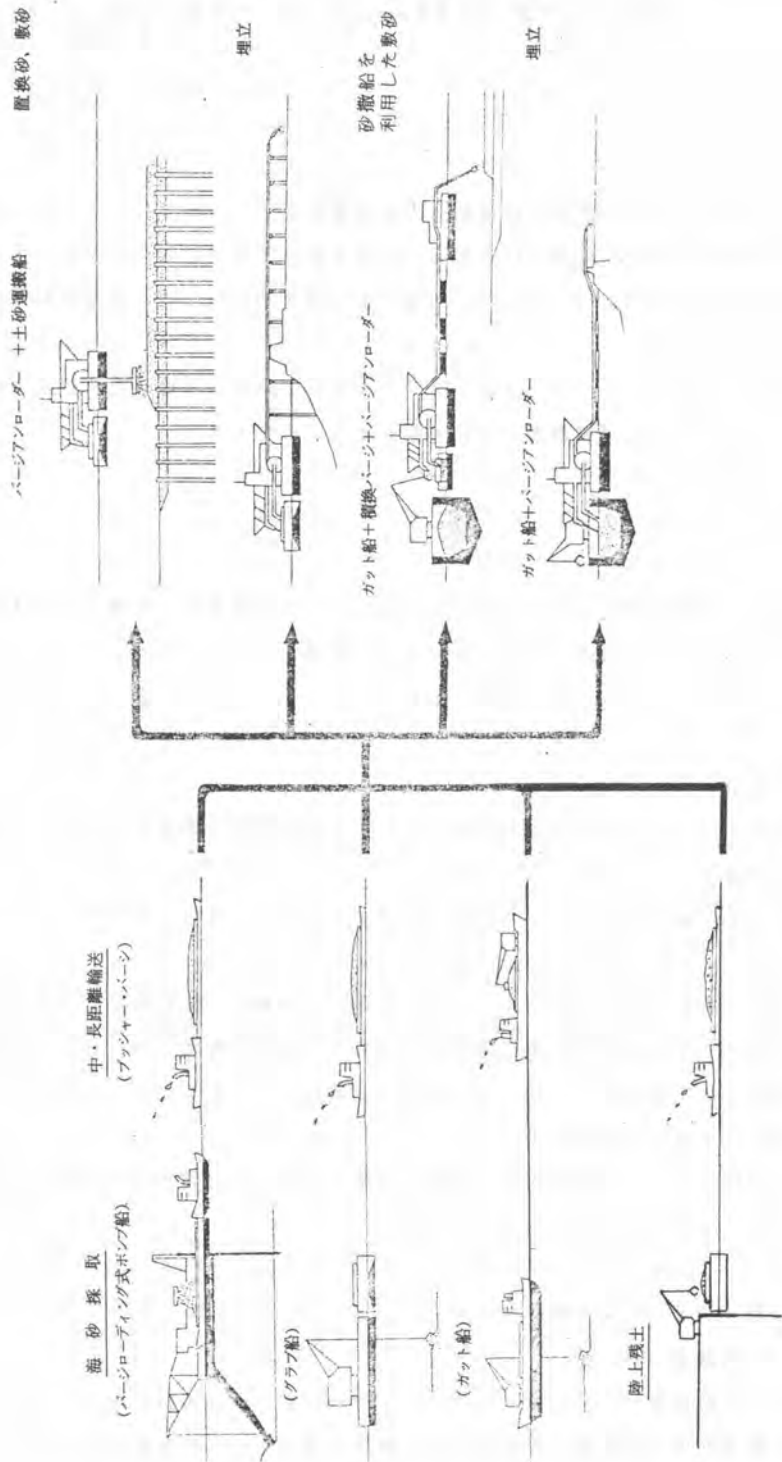 海砂採取
(バージローディング式ポンプ船)
中・長距離輸送
(プッシャー・バージ)
(グラブ船)
(ガット船)
陸上残土
バージアンローダー+土砂運搬船
置換砂、敷砂
埋立
ガット船+積換バージ+バージアンローダー
砂撒船を
利用した敷砂
ガット船+バージアンローダー
埋立